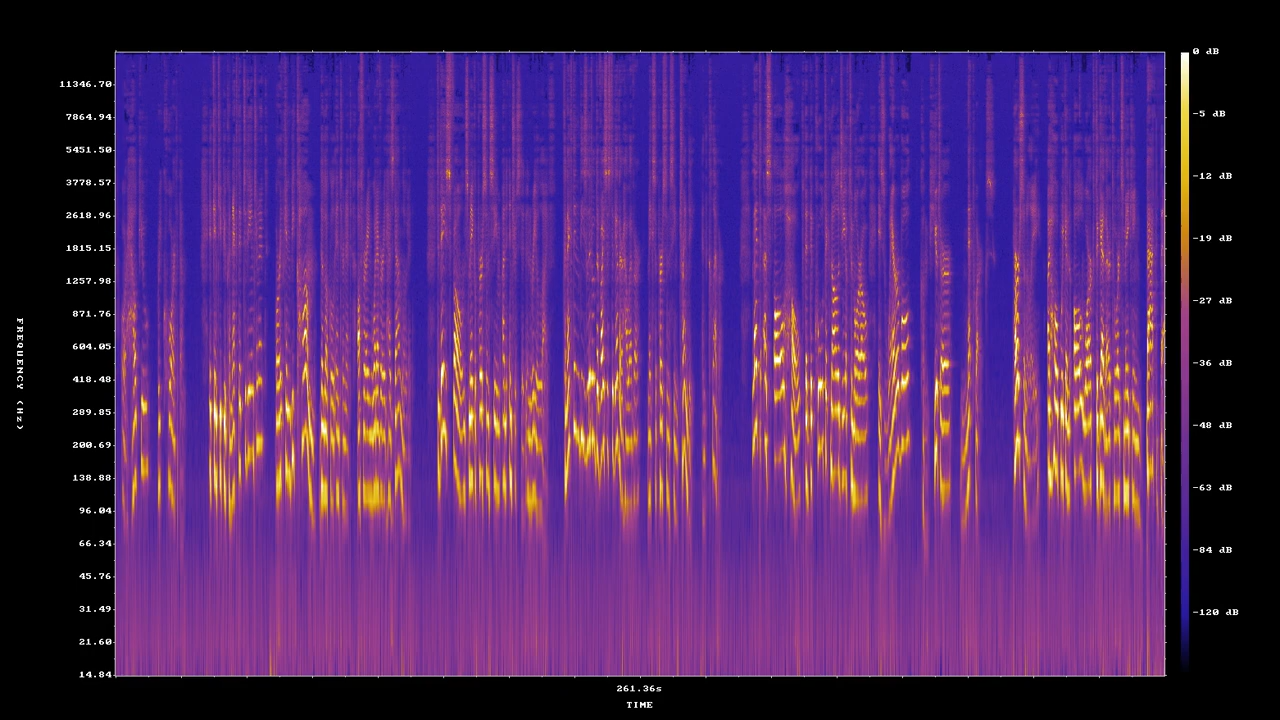 0 dB
11346.70
-5 dB
7864.94
5451.50
-12 dB
3778.57
2618.96
-19 dB
1815.15
1257.98
-27 dB
871.76
604.05
-36 dB
418.48
289.85
-48 dB
200.69
138.88
-63 dB
96.04
66.34
-84 dB
45.76
31.49
-120 dB
21.60
14.84
FREQUENCY (Hz)
261.36s
TIME